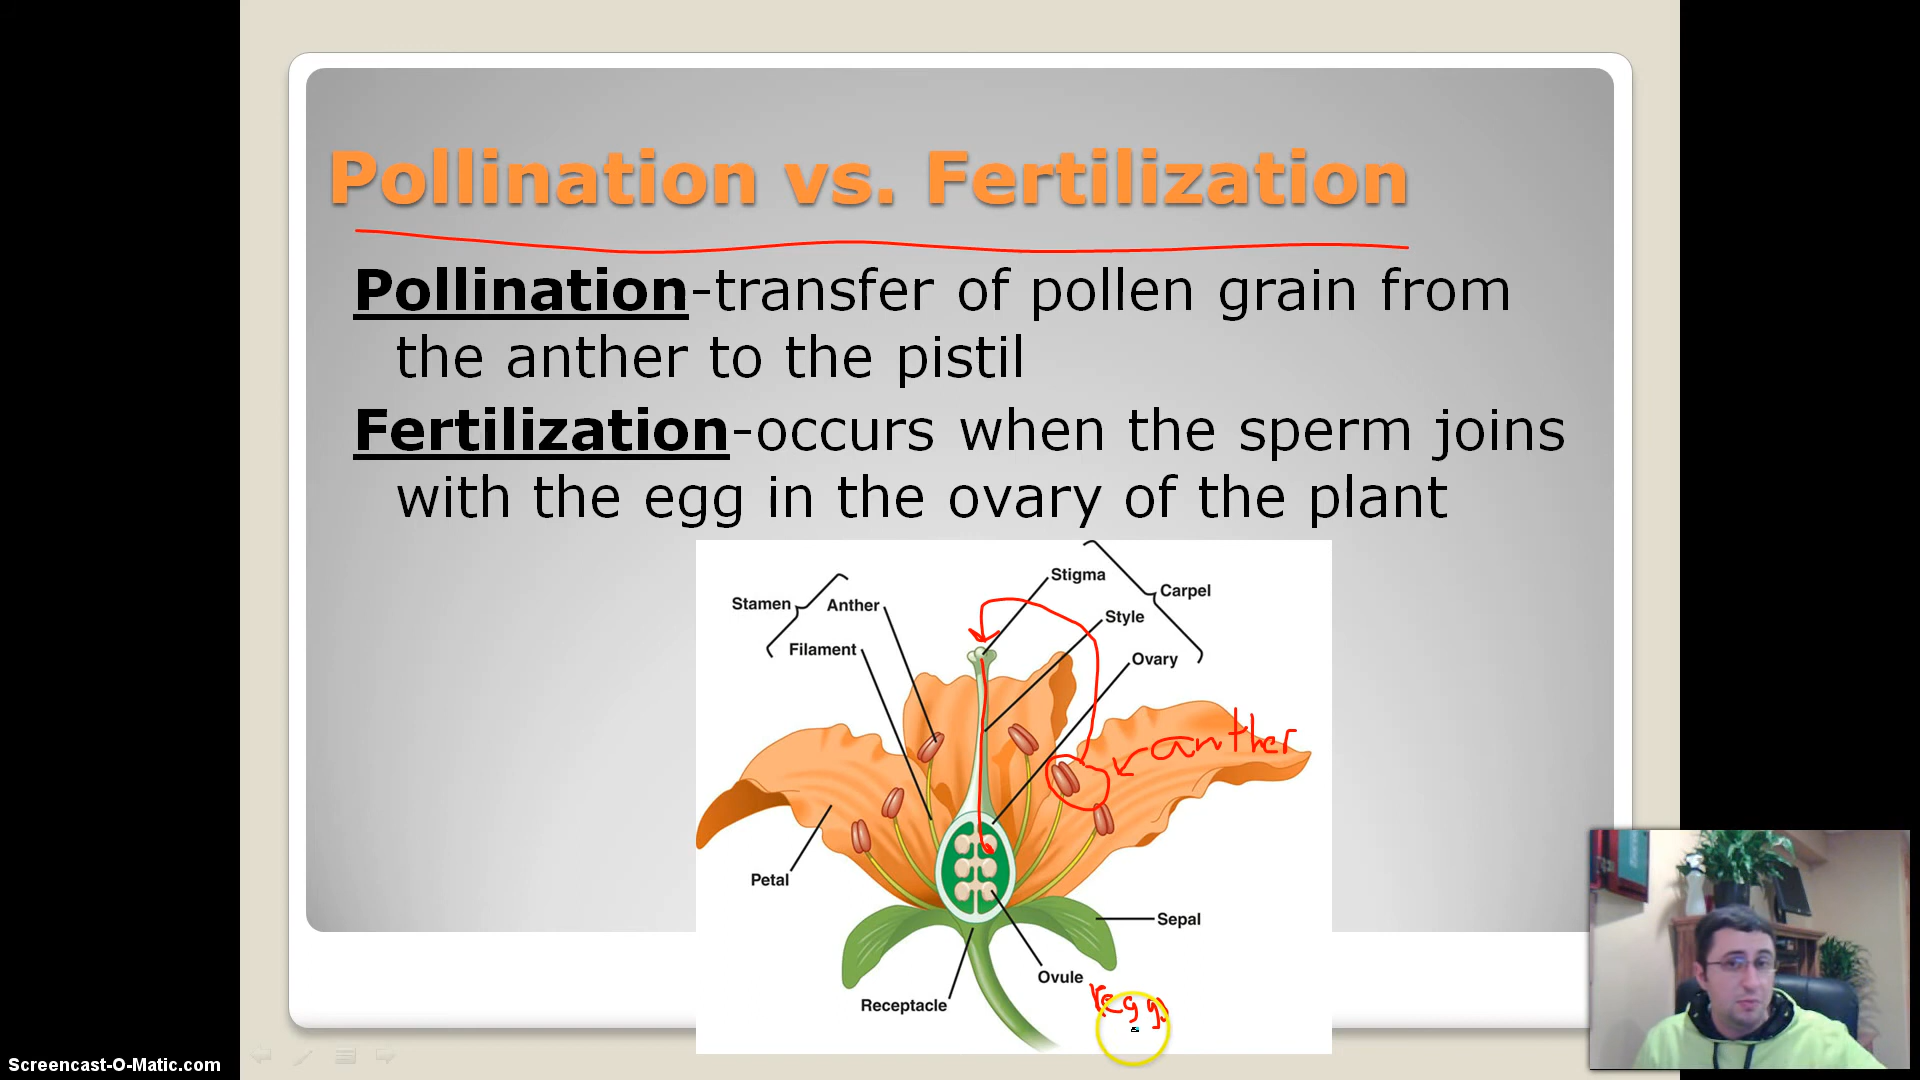 Pollination vs. Fertilization
Pollination-transfer of pollen grain from
the anther to the pistil
Fertilization-occurs when the sperm joins
with the egg in the ovary of the plant
Stigma
Carpel
Stamen
Anther
Style
Filament
Ovary
anther
Petal
Sepal
Ovule
egg
Receptacle
Screencast-O-Matic.com